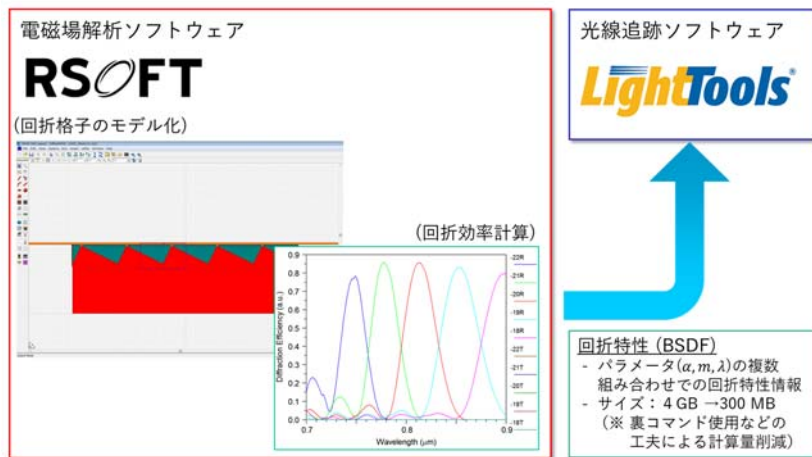 電磁場解析ソフトウェア
RSOFT
(回折格子のモデル化)
(回折効率計算)
Diffraction Efficiency (a.u.)
0.9
0.8
0.7
0.6
0.5
0.4
0.3
0.2
0.1
0.0
0.7
0.8
0.9
Wavelength (μm)
-22R
-21R
-20R
-19R
-18R
-22T
-21T
-20T
-19T
-18T
光線追跡ソフトウェア
LightTools®
回折特性 (BSDF)
- パラメータ(α, m, λ)の複数
組み合わせでの回折特性情報
- サイズ：４GB →300 MB
（※ 裏コマンド使用などの
工夫による計算量削減）